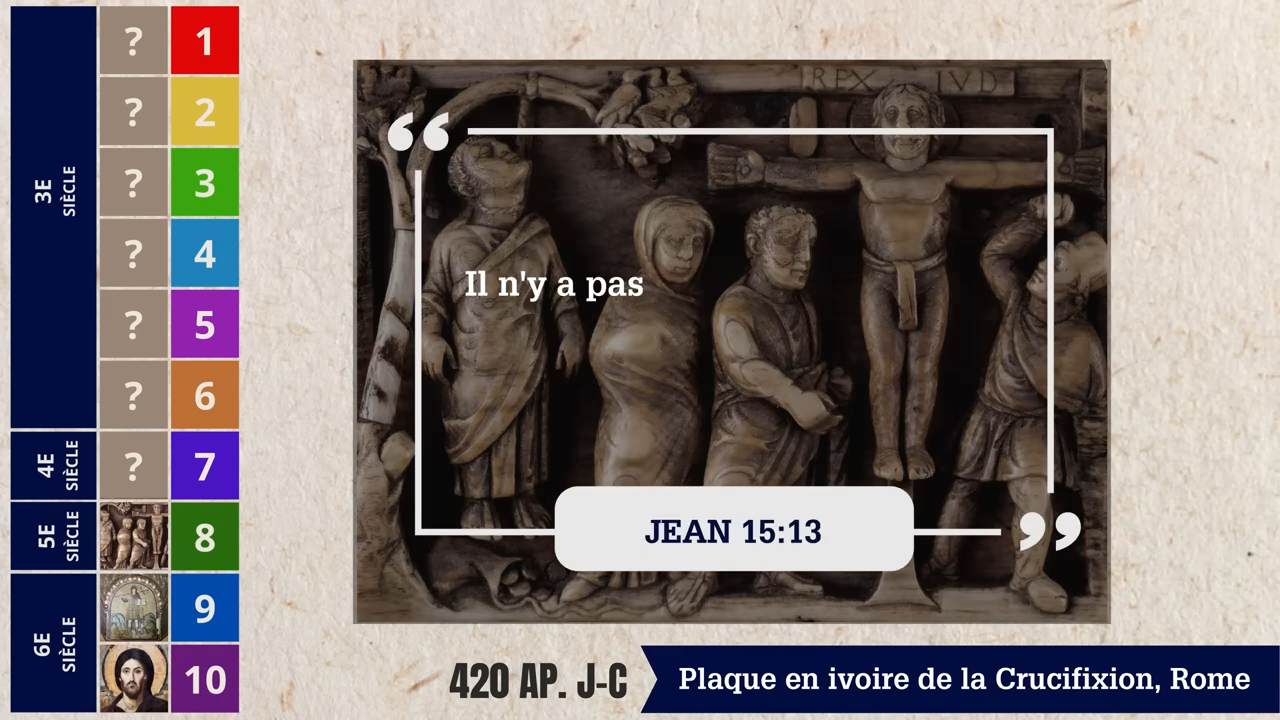 3E
SIÈCLE
? 1
? 2
? 3
? 4
? 5
? 6
4E
SIÈCLE
? 7
5E
SIÈCLE
8
6E
SIÈCLE
9
10
REX IVD
“
Il n'y a pas
JEAN 15:13
”
420 AP. J-C
Plaque en ivoire de la Crucifixion, Rome